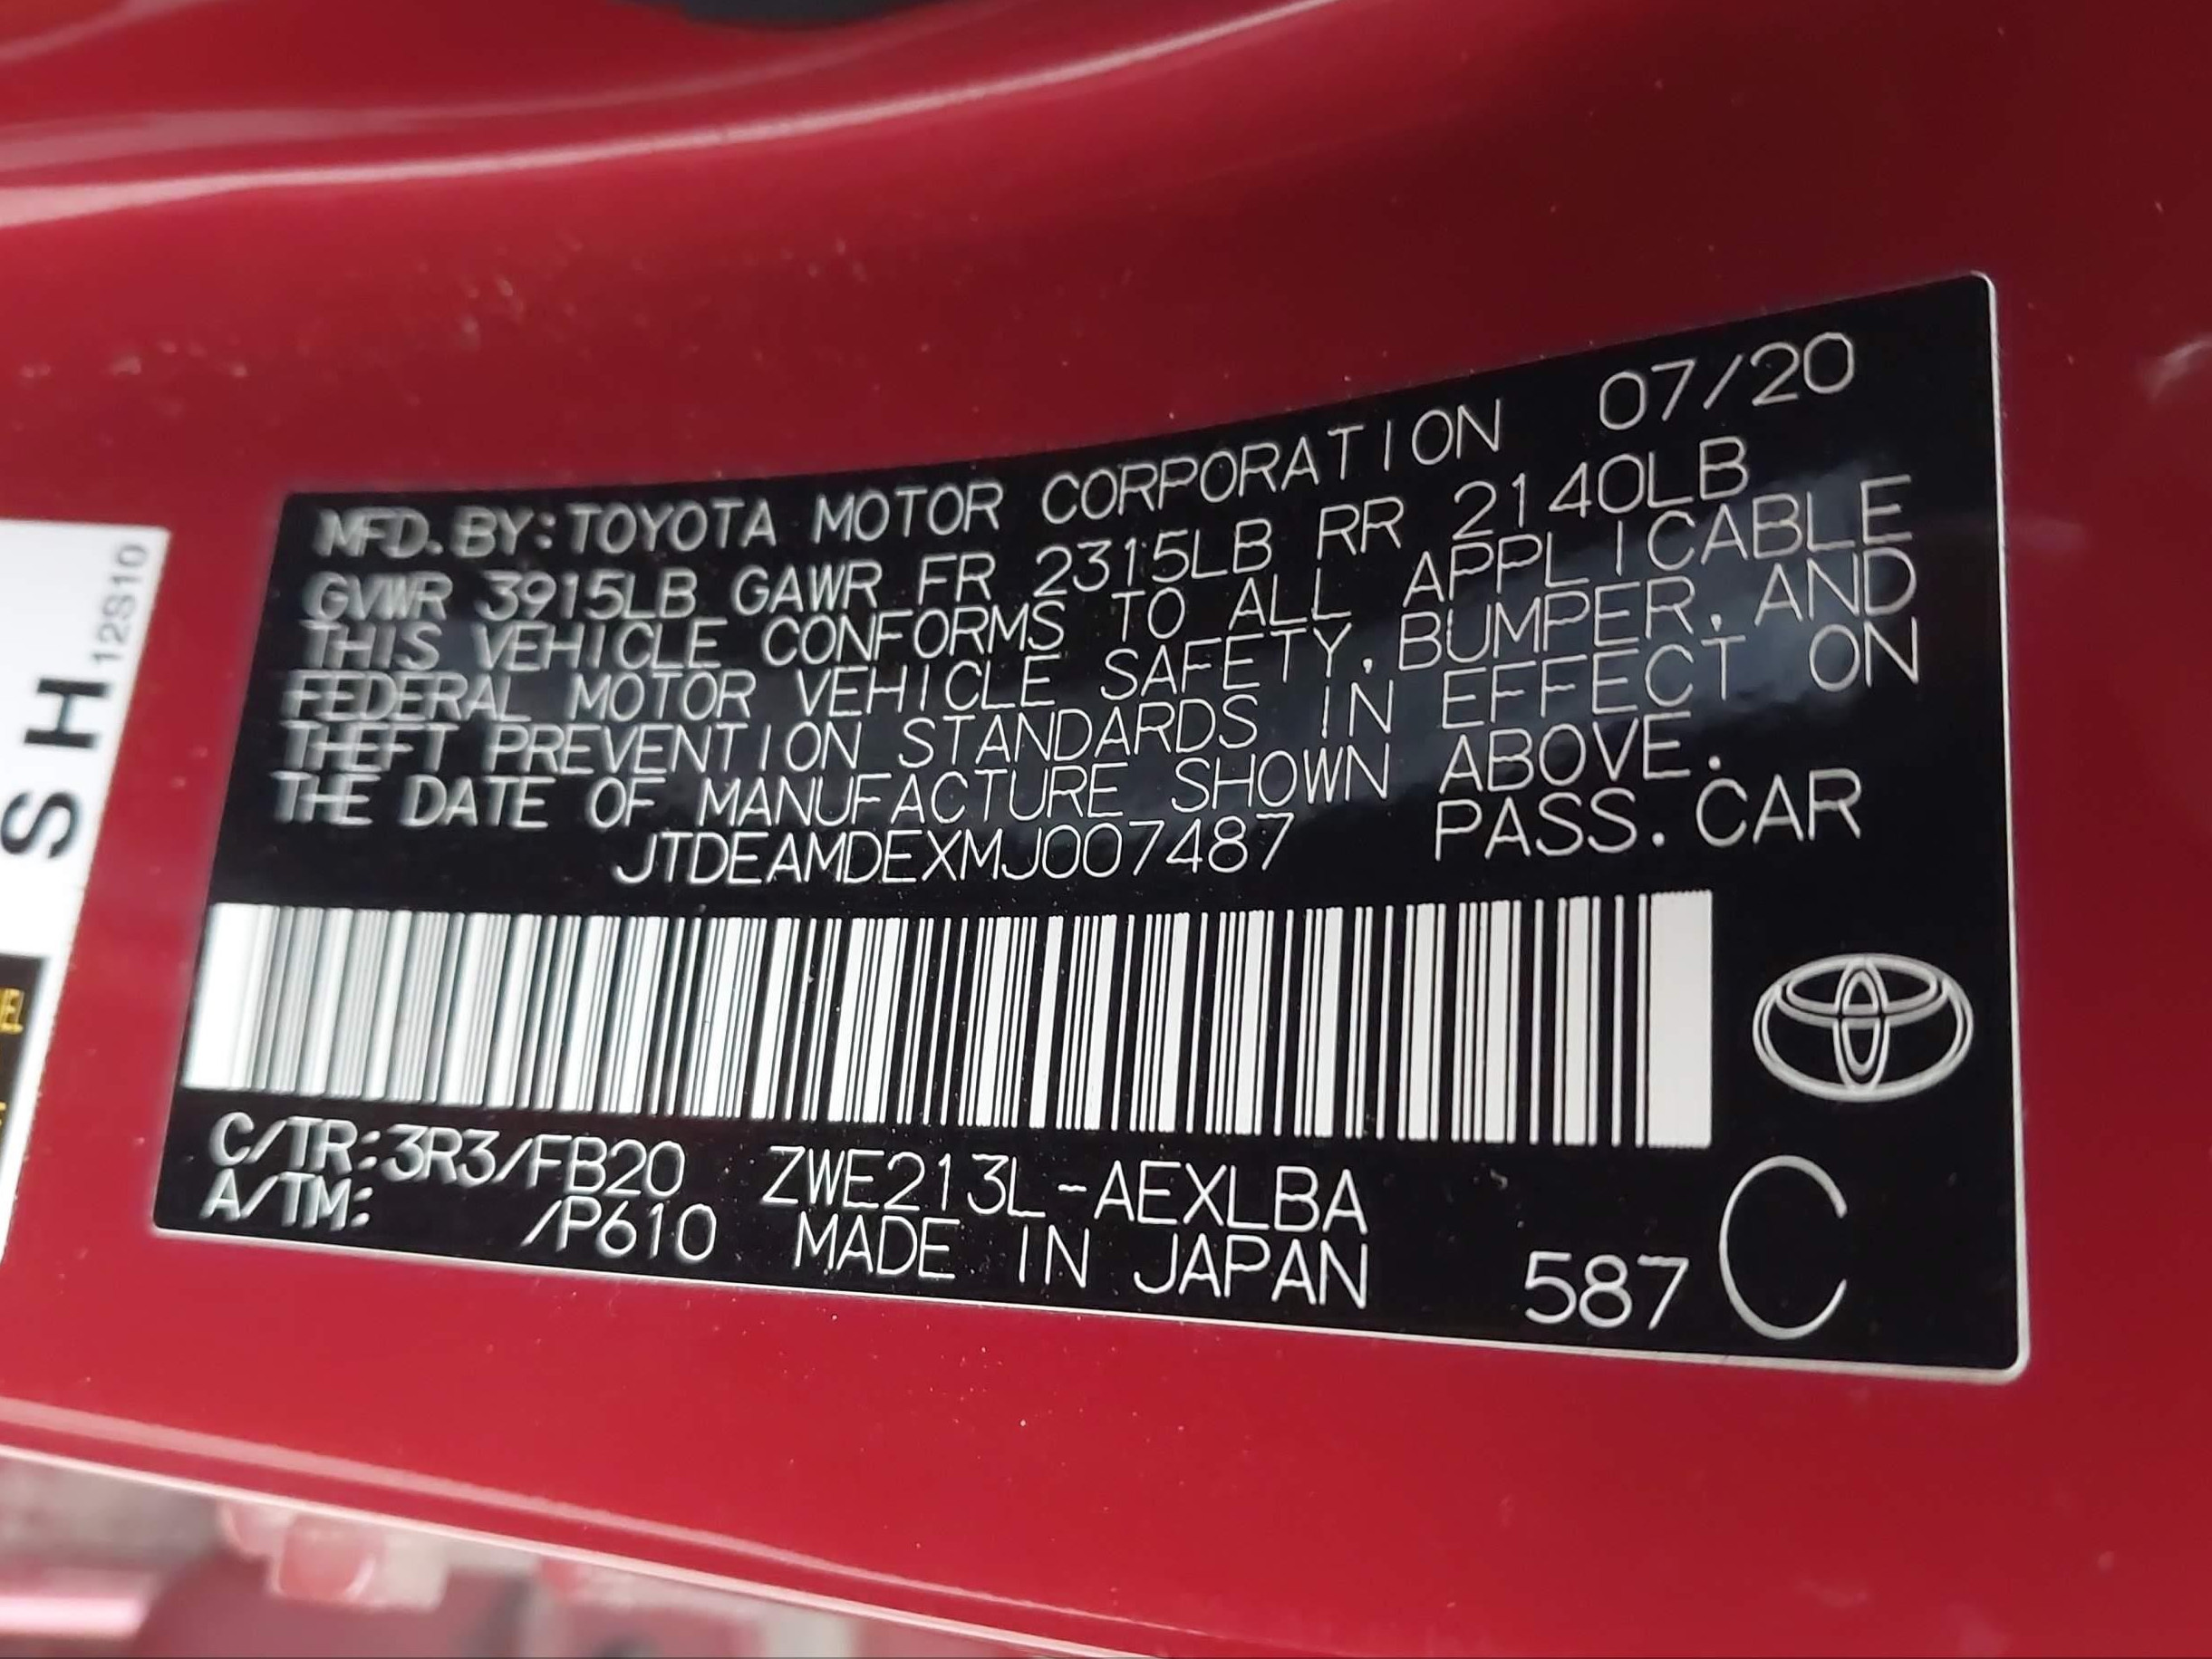 MFD. BY: TOYOTA MOTOR CORPORATION 07/20
GVWR 3915LB GAWR FR 2315LB RR 2140LB
THIS VEHICLE CONFORMS TO ALL APPLICABLE
FEDERAL MOTOR VEHICLE SAFETY, BUMPER, AND
THEFT PREVENTION STANDARDS IN EFFECT ON
THE DATE OF MANUFACTURE SHOWN ABOVE.
JTDEAMDEXMJ007487 PASS. CAR
C/TR: 3R3/FB20 ZWE213L-AEXLBA
A/TM: /P610 MADE IN JAPAN 587 C
S H 12S10